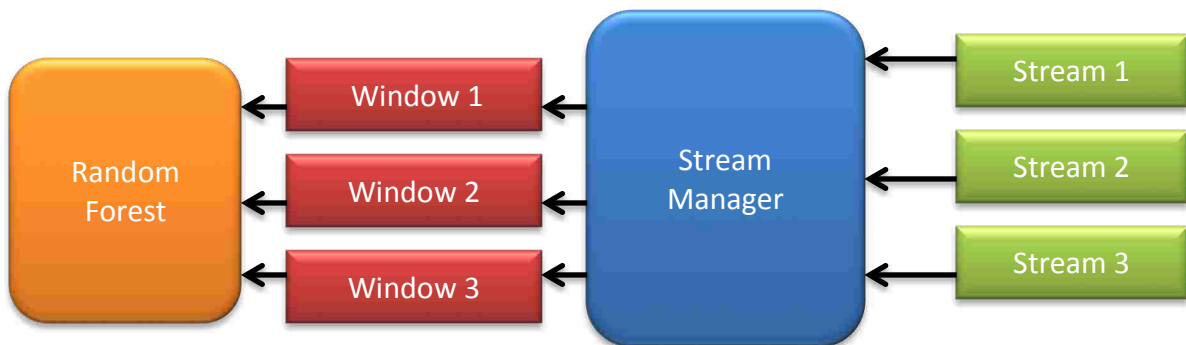 Random
Forest
Window 1
Window 2
Window 3
Stream
Manager
Stream 1
Stream 2
Stream 3